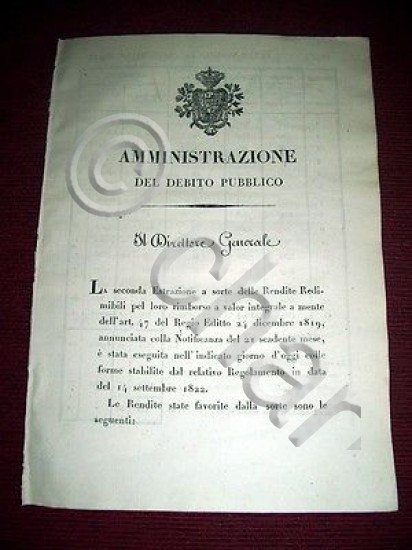 AMMINISTRAZIONE
DEL DEBITO PUBBLICO
Il Direttore Generale
LA seconda Estrazione a sorte delle Rendite Redi-
mibili pel loro rimborso a valor integrale a mente
dell'art. 47 del Regio Editto 24 dicembre 1819,
annunciata colla Notificanza del 21 scadente mese,
è stata eseguita nell'indicato giorno d'oggi colle
forme stabilite dal relativo Regolamento in data
del 14 settembre 1822.
Le Rendite state favorite dalla sorte sono le
seguenti:
©